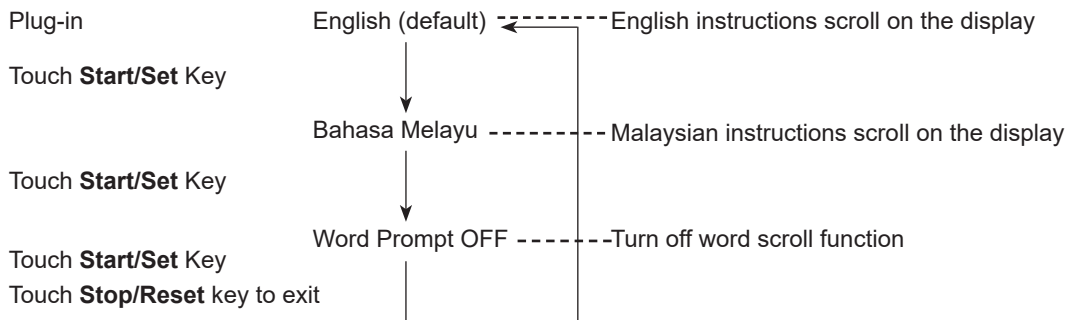 Plug-in English (default) English instructions scroll on the display
Touch Start/Set Key
Bahasa Melayu Malaysian instructions scroll on the display
Touch Start/Set Key
Word Prompt OFF Turn off word scroll function
Touch Start/Set Key
Touch Stop/Reset key to exit